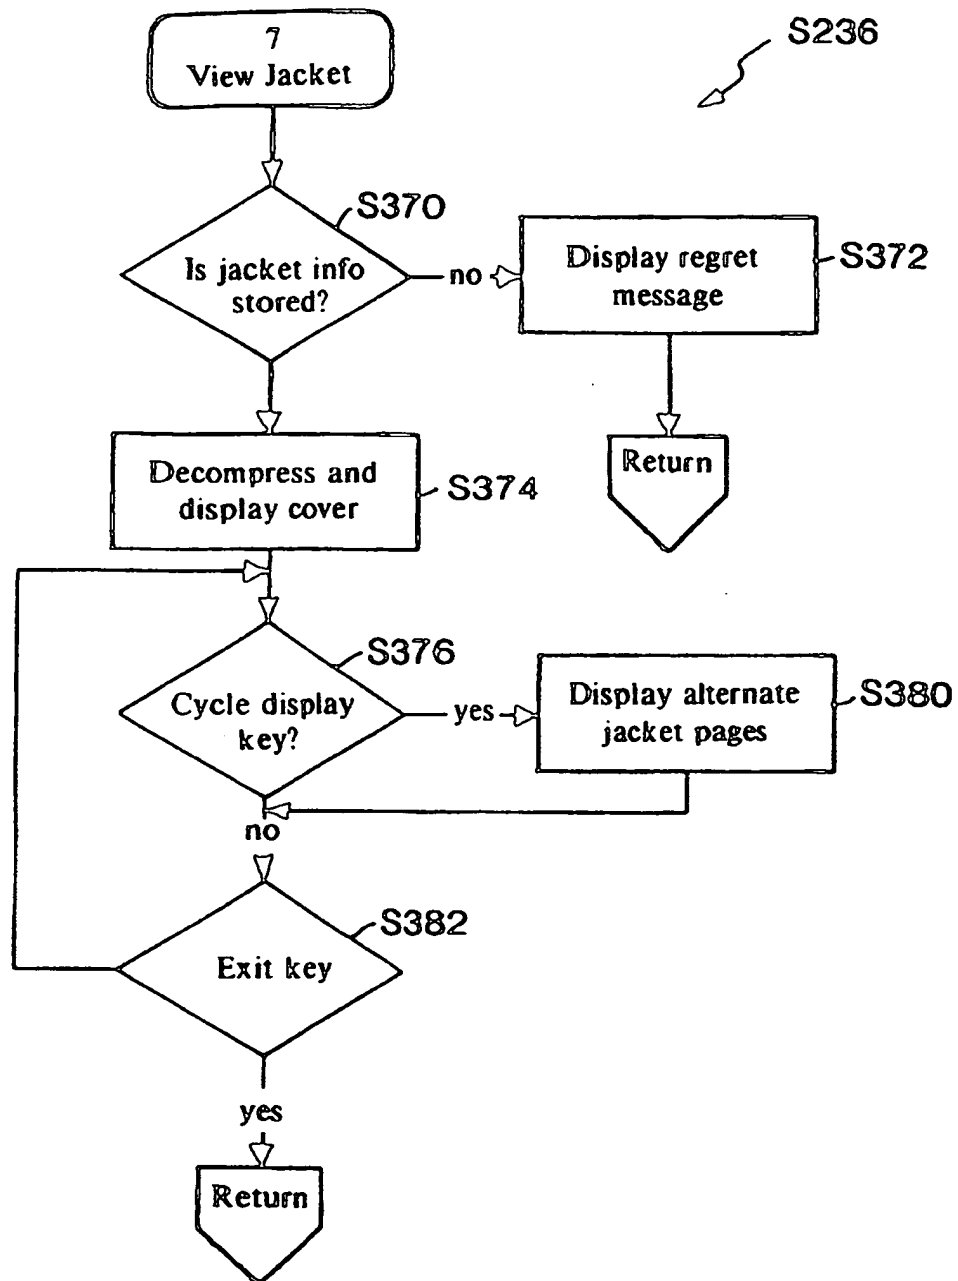 7
View Jacket
S236
S370
Is jacket info
stored?
no
Display regret
message
S372
Return
Decompress and
display cover
S374
S376
Cycle display
key?
yes
Display alternate
jacket pages
S380
no
S382
Exit key
yes
Return